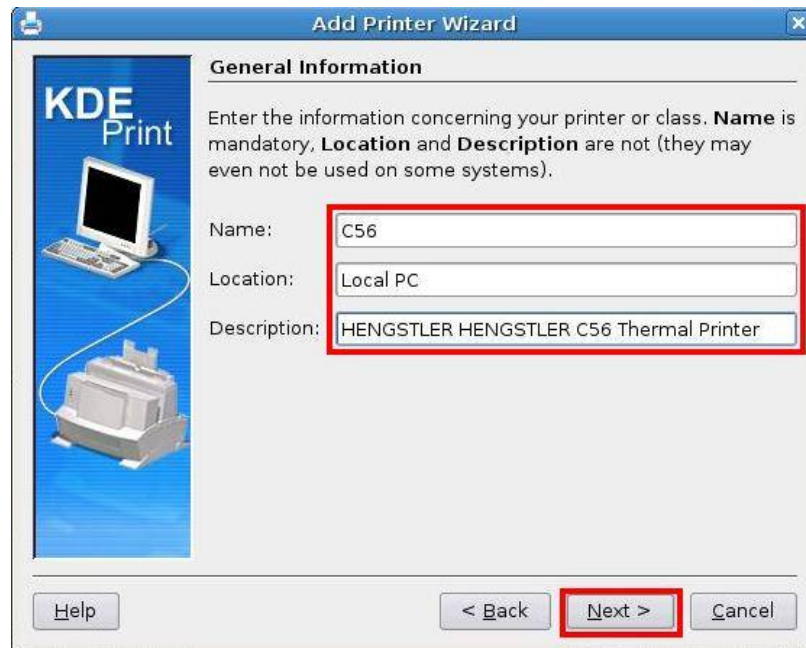 Add Printer Wizard
KDE
Print
General Information
Enter the information concerning your printer or class. Name is
mandatory, Location and Description are not (they may
even not be used on some systems).
Name: C56
Location: Local PC
Description: HENGSTLER HENGSTLER C56 Thermal Printer
Help < Back Next > Cancel